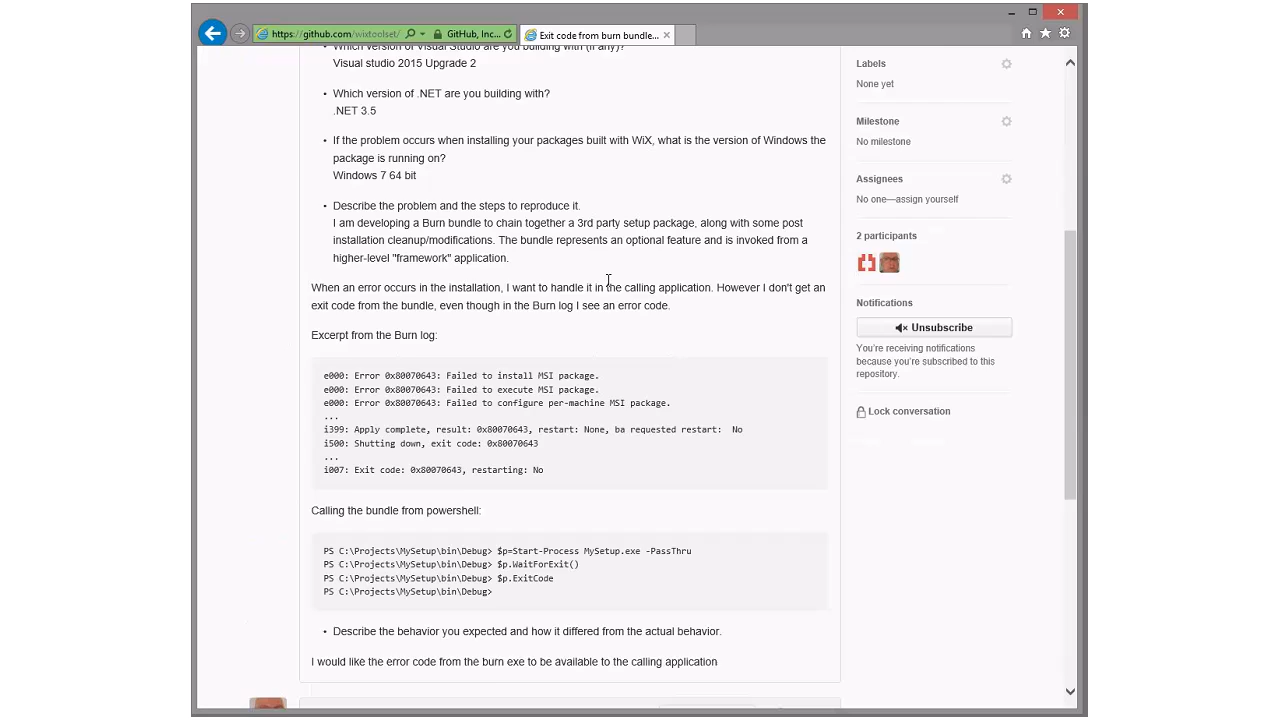 https://github.com/wixtoolset/
GitHub, Inc...
Exit code from burn bundle...
• Which version of Visual Studio are you building with (if any)?
Visual studio 2015 Upgrade 2
• Which version of .NET are you building with?
.NET 3.5
• If the problem occurs when installing your packages built with WiX, what is the version of Windows the
package is running on?
Windows 7 64 bit
• Describe the problem and the steps to reproduce it.
I am developing a Burn bundle to chain together a 3rd party setup package, along with some post
installation cleanup/modifications. The bundle represents an optional feature and is invoked from a
higher-level "framework" application.
When an error occurs in the installation, I want to handle it in the calling application. However I don't get an
exit code from the bundle, even though in the Burn log I see an error code.
Excerpt from the Burn log:
e000: Error 0x80070643: Failed to install MSI package.
e000: Error 0x80070643: Failed to execute MSI package.
e000: Error 0x80070643: Failed to configure per-machine MSI package.
...
i399: Apply complete, result: 0x80070643, restart: None, ba requested restart:  No
i500: Shutting down, exit code: 0x80070643
...
i007: Exit code: 0x80070643, restarting: No
Calling the bundle from powershell:
PS C:\Projects\MySetup\bin\Debug> $p=Start-Process MySetup.exe -PassThru
PS C:\Projects\MySetup\bin\Debug> $p.WaitForExit()
PS C:\Projects\MySetup\bin\Debug> $p.ExitCode
PS C:\Projects\MySetup\bin\Debug>
• Describe the behavior you expected and how it differed from the actual behavior.
I would like the error code from the burn exe to be available to the calling application
Labels
None yet
Milestone
No milestone
Assignees
No one—assign yourself
2 participants
Notifications
Unsubscribe
You're receiving notifications
because you're subscribed to this
repository.
Lock conversation